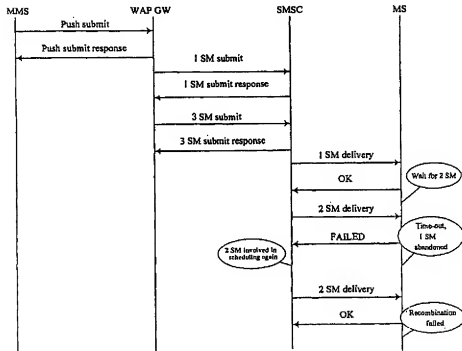 MMS WAP GW SMSC MS
Push submit
Push submit response
1 SM submit
1 SM submit response
3 SM submit
3 SM submit response
1 SM delivery
Wait for 2 SM
OK
2 SM delivery
Time-out,
1 SM
abandoned
FAILED
2 SM involved in
scheduling again
2 SM delivery
Recombination
failed
OK